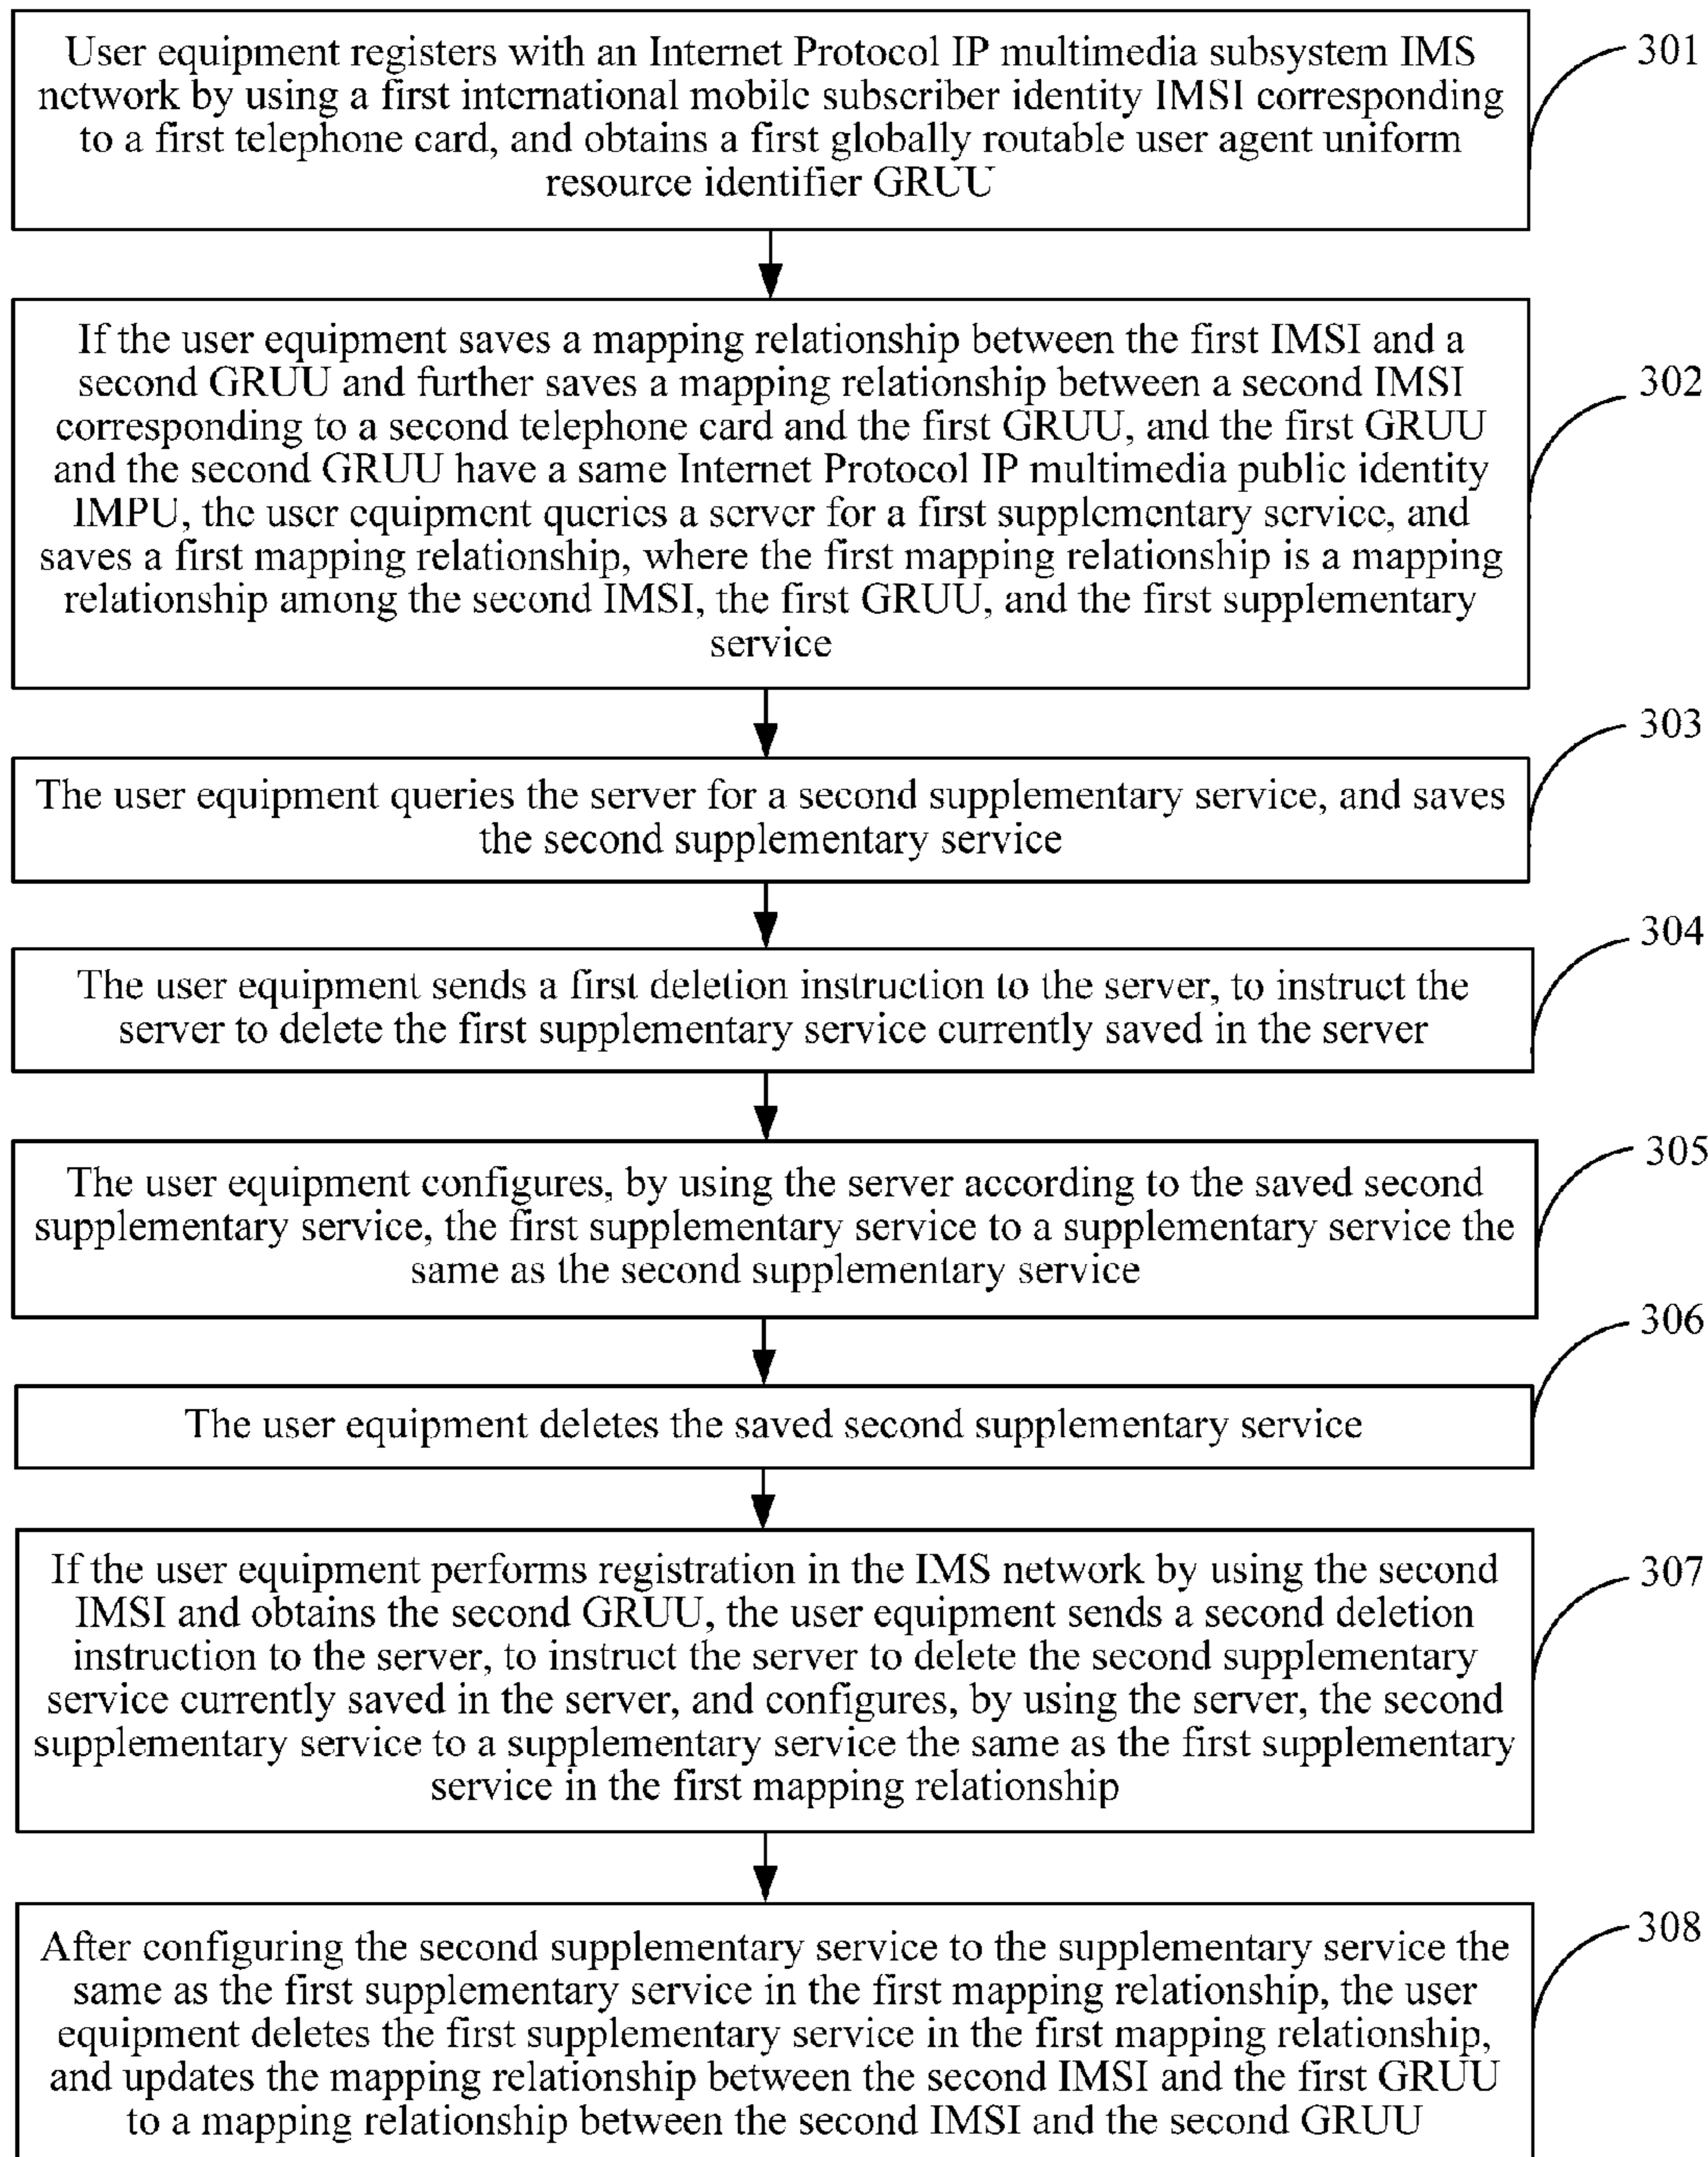 User equipment registers with an Internet Protocol IP multimedia subsystem IMS
network by using a first international mobile subscriber identity IMSI corresponding
to a first telephone card, and obtains a first globally routable user agent uniform
resource identifier GRUU
301
If the user equipment saves a mapping relationship between the first IMSI and a
second GRUU and further saves a mapping relationship between a second IMSI
corresponding to a second telephone card and the first GRUU, and the first GRUU
and the second GRUU have a same Internet Protocol IP multimedia public identity
IMPU, the user equipment queries a server for a first supplementary service, and
saves a first mapping relationship, where the first mapping relationship is a mapping
relationship among the second IMSI, the first GRUU, and the first supplementary
service
302
The user equipment queries the server for a second supplementary service, and saves
the second supplementary service
303
The user equipment sends a first deletion instruction to the server, to instruct the
server to delete the first supplementary service currently saved in the server
304
The user equipment configures, by using the server according to the saved second
supplementary service, the first supplementary service to a supplementary service the
same as the second supplementary service
305
The user equipment deletes the saved second supplementary service
306
If the user equipment performs registration in the IMS network by using the second
IMSI and obtains the second GRUU, the user equipment sends a second deletion
instruction to the server, to instruct the server to delete the second supplementary
service currently saved in the server, and configures, by using the server, the second
supplementary service to a supplementary service the same as the first supplementary
service in the first mapping relationship
307
After configuring the second supplementary service to the supplementary service the
same as the first supplementary service in the first mapping relationship, the user
equipment deletes the first supplementary service in the first mapping relationship,
and updates the mapping relationship between the second IMSI and the first GRUU
to a mapping relationship between the second IMSI and the second GRUU
308